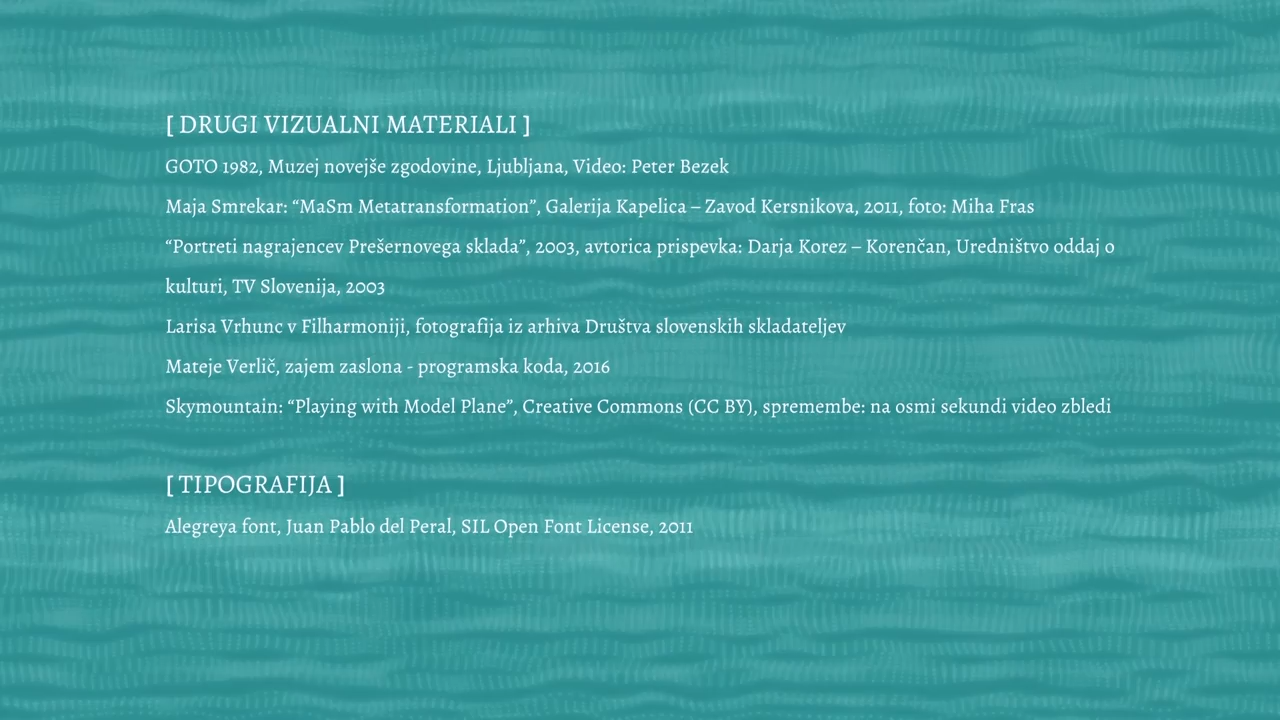 [ DRUGI VIZUALNI MATERIALI ]
GOTO 1982, Muzej novejše zgodovine, Ljubljana, Video: Peter Bezek
Maja Smrekar: “MaSm Metatransformation”, Galerija Kapelica – Zavod Kersnikova, 2011, foto: Miha Fras
“Portreti nagrajencev Prešernovega sklada”, 2003, avtorica prispevka: Darja Korez – Korenčan, Uredništvo oddaj o
kulturi, TV Slovenija, 2003
Larisa Vrhunc v Filharmoniji, fotografija iz arhiva Društva slovenskih skladateljev
Mateje Verlič, zajem zaslona - programska koda, 2016
Skymountain: “Playing with Model Plane”, Creative Commons (CC BY), spremembe: na osmi sekundi video zbledi
[ TIPOGRAFIJA ]
Alegreya font, Juan Pablo del Peral, SIL Open Font License, 2011